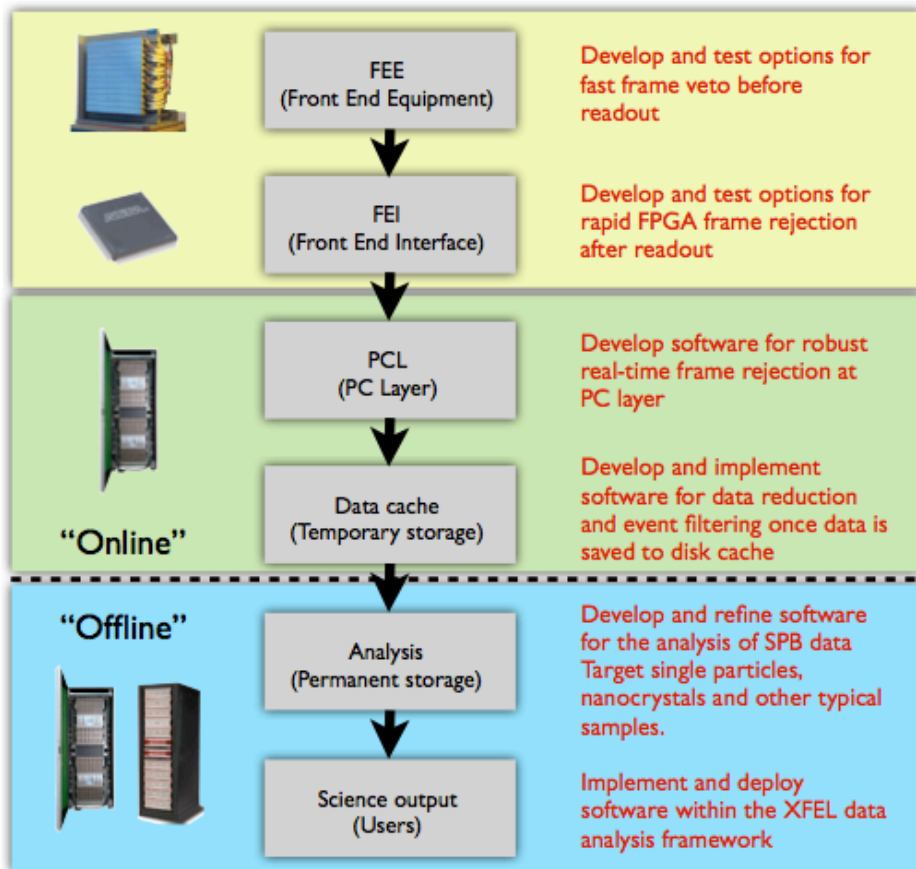 FEE
(Front End Equipment)
Develop and test options for
fast frame veto before
readout
FEI
(Front End Interface)
Develop and test options for
rapid FPGA frame rejection
after readout
PCL
(PC Layer)
Develop software for robust
real-time frame rejection at
PC layer
Data cache
(Temporary storage)
Develop and implement
software for data reduction
and event filtering once data is
saved to disk cache
“Online”
“Offline”
Analysis
(Permanent storage)
Develop and refine software
for the analysis of SPB data
Target single particles,
nanocrystals and other typical
samples.
Science output
(Users)
Implement and deploy
software within the XFEL data
analysis framework